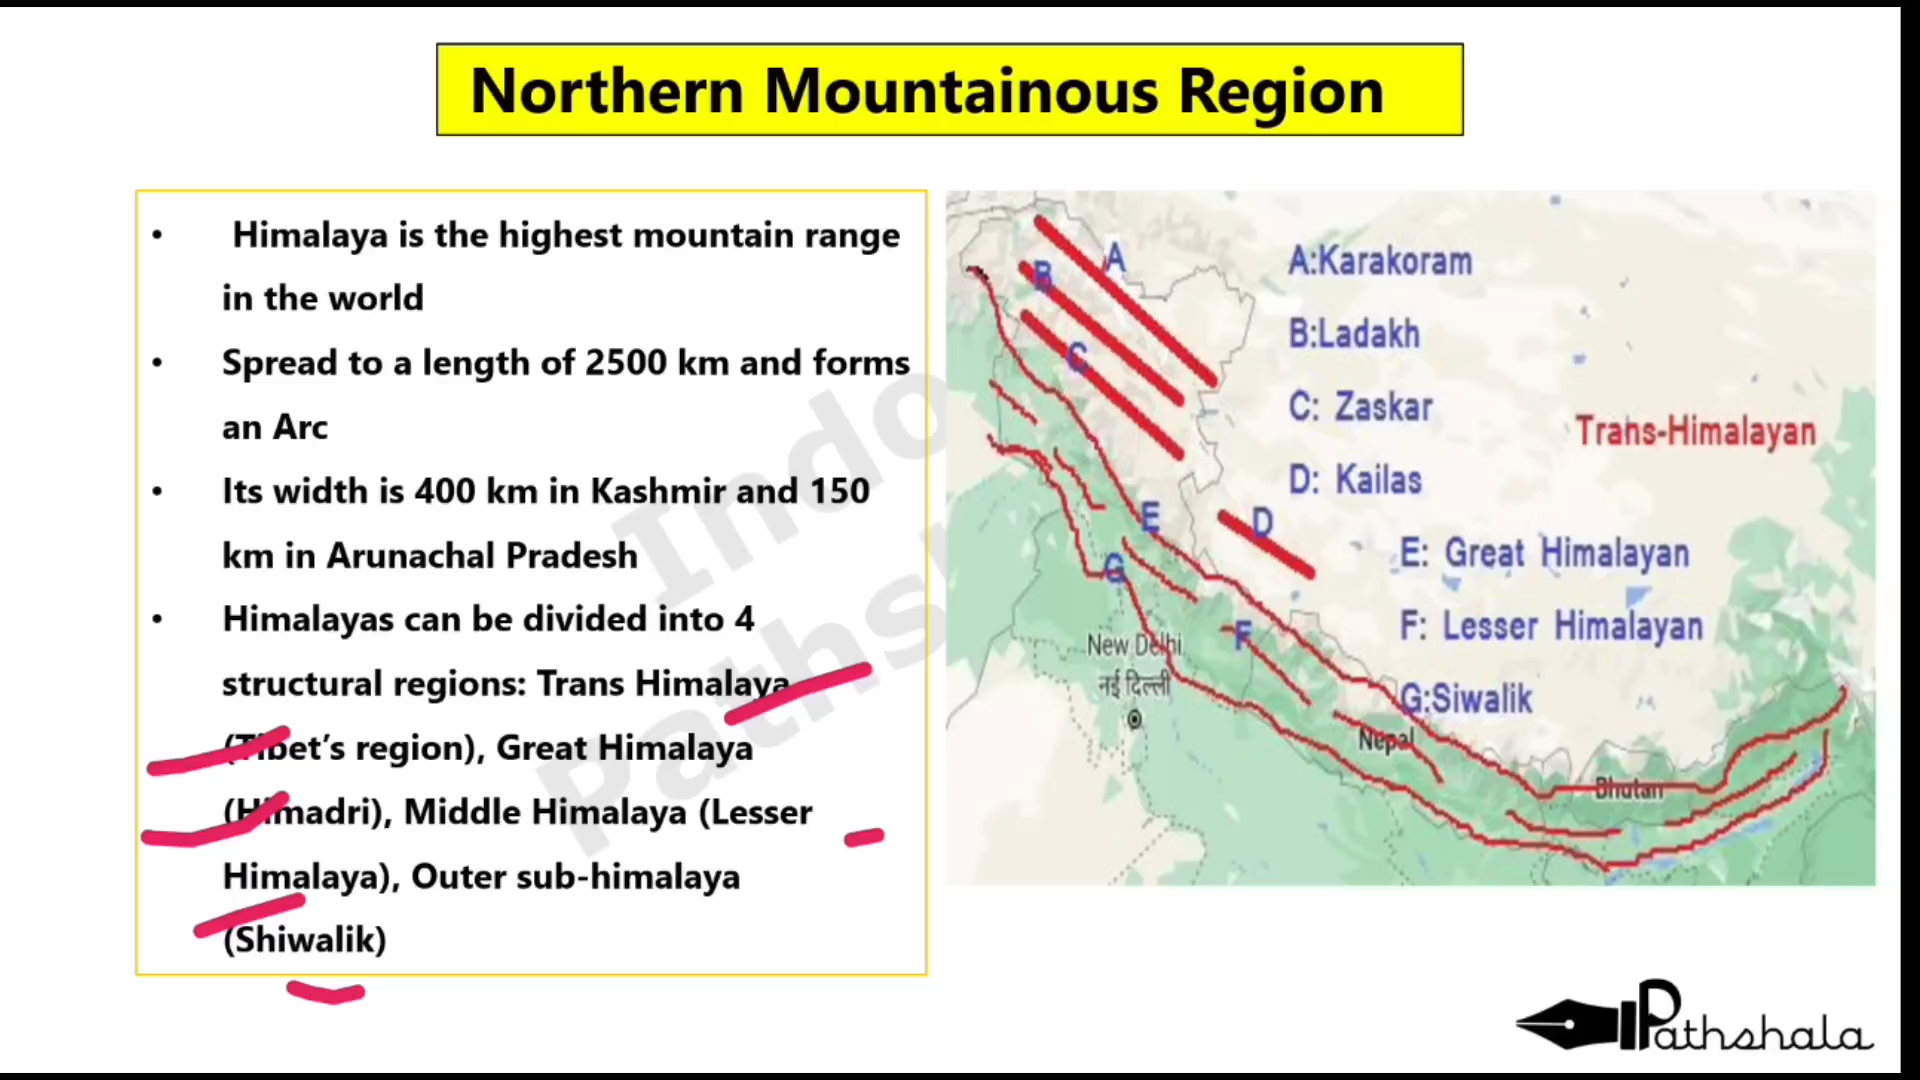 Northern Mountainous Region
• Himalaya is the highest mountain range
in the world
• Spread to a length of 2500 km and forms
an Arc
• Its width is 400 km in Kashmir and 150
km in Arunachal Pradesh
• Himalayas can be divided into 4
structural regions: Trans Himalaya
(Tibet’s region), Great Himalaya
(Himadri), Middle Himalaya (Lesser
Himalaya), Outer sub-himalaya
(Shiwalik)
Indo
Paths
A
B
C
D
E
F
G
A:Karakoram
B:Ladakh
C: Zaskar
D: Kailas
Trans-Himalayan
E: Great Himalayan
F: Lesser Himalayan
G:Siwalik
New Delhi
नई दिल्ली
Nepal
Bhutan
Pathshala